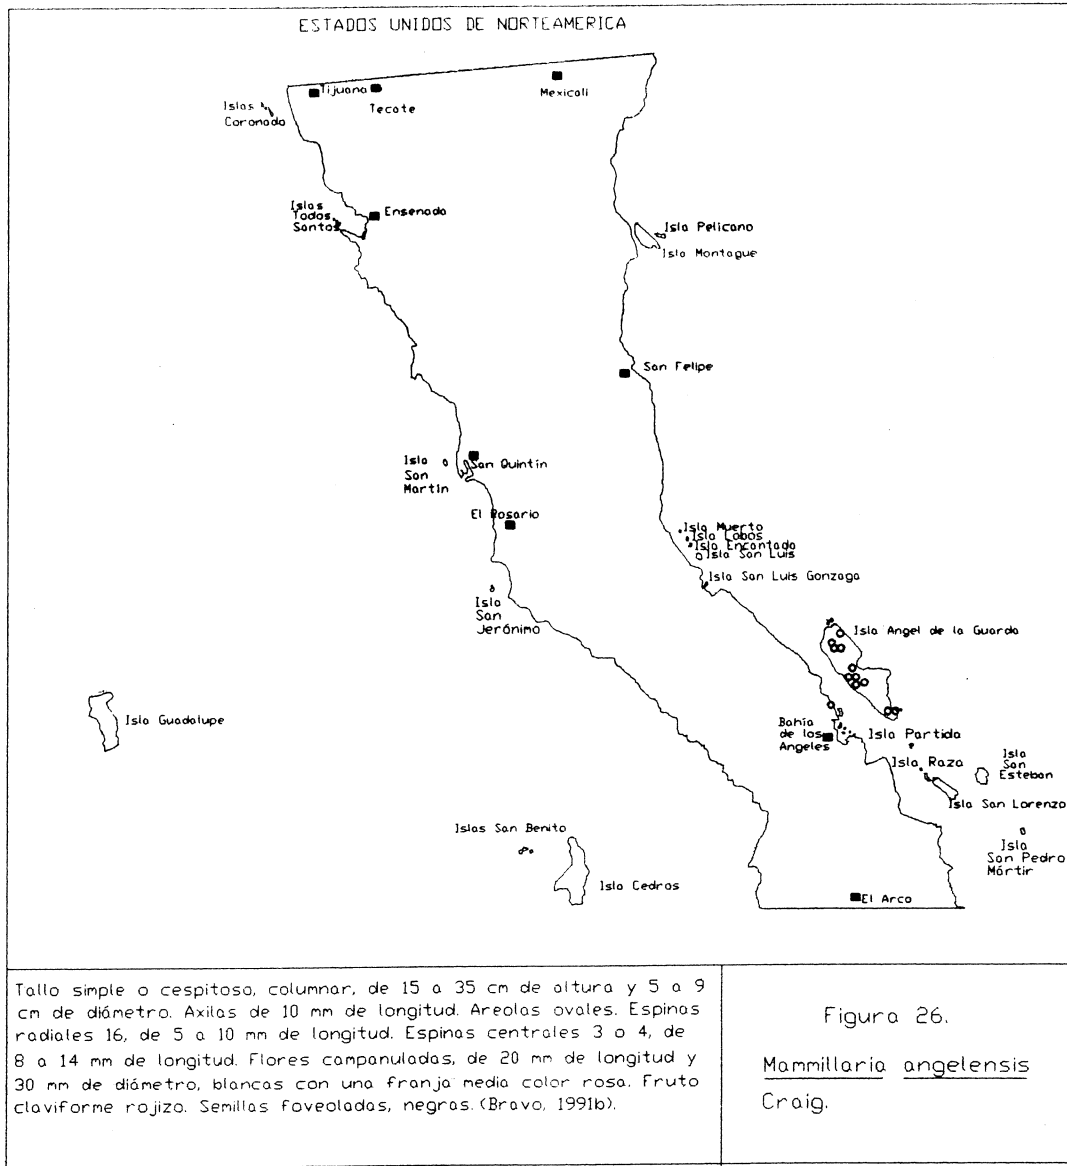 ESTADOS UNIDOS DE NORTEAMERICA
Tijuana
Tecate
Mexicali
Islas
Coronado
Islas
Todos
Santos
Ensenada
Isla Pelicano
Isla Montague
San Felipe
Isla
San
Martín
San Quintín
El Rosario
Isla Muerto
Isla Lobos
Isla Encantada
Isla San Luis
Isla San Luis Gonzaga
Isla
San
Jerónimo
Isla Angel de la Guarda
Isla Guadalupe
Bahía
de los
Angeles
Isla Partida
Isla Raza
Isla
San
Esteban
Isla San Lorenzo
Islas San Benito
Isla Cedros
Isla
San Pedro
Mártir
El Arco
Tallo simple o cespitoso, columnar, de 15 a 35 cm de altura y 5 a 9
cm de diámetro. Axilas de 10 mm de longitud. Areolas ovales. Espinas
radiales 16, de 5 a 10 mm de longitud. Espinas centrales 3 o 4, de
8 a 14 mm de longitud. Flores campanuladas, de 20 mm de longitud y
30 mm de diámetro, blancas con una franja media color rosa. Fruto
claviforme rojizo. Semillas foveoladas, negras. (Bravo, 1991b).
Figura 26.
Mammillaria angelensis
Craig.